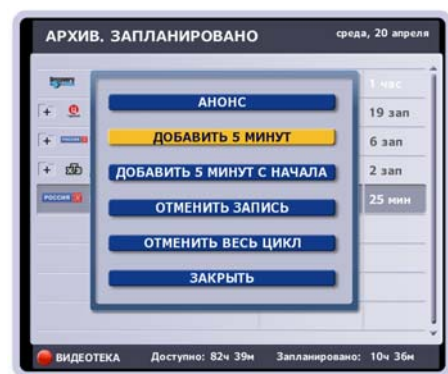 АРХИВ. ЗАПЛАНИРОВАНО
среда, 20 апреля
1 час
АНОНС
19 зап
ДОБАВИТЬ 5 МИНУТ
6 зап
ДОБАВИТЬ 5 МИНУТ С НАЧАЛА
2 зап
РОССИЯ
25 мин
ОТМЕНИТЬ ЗАПИСЬ
ОТМЕНИТЬ ВЕСЬ ЦИКЛ
ЗАКРЫТЬ
ВИДЕОТЕКА
Доступно: 82ч 39м
Запланировано: 10ч 36м